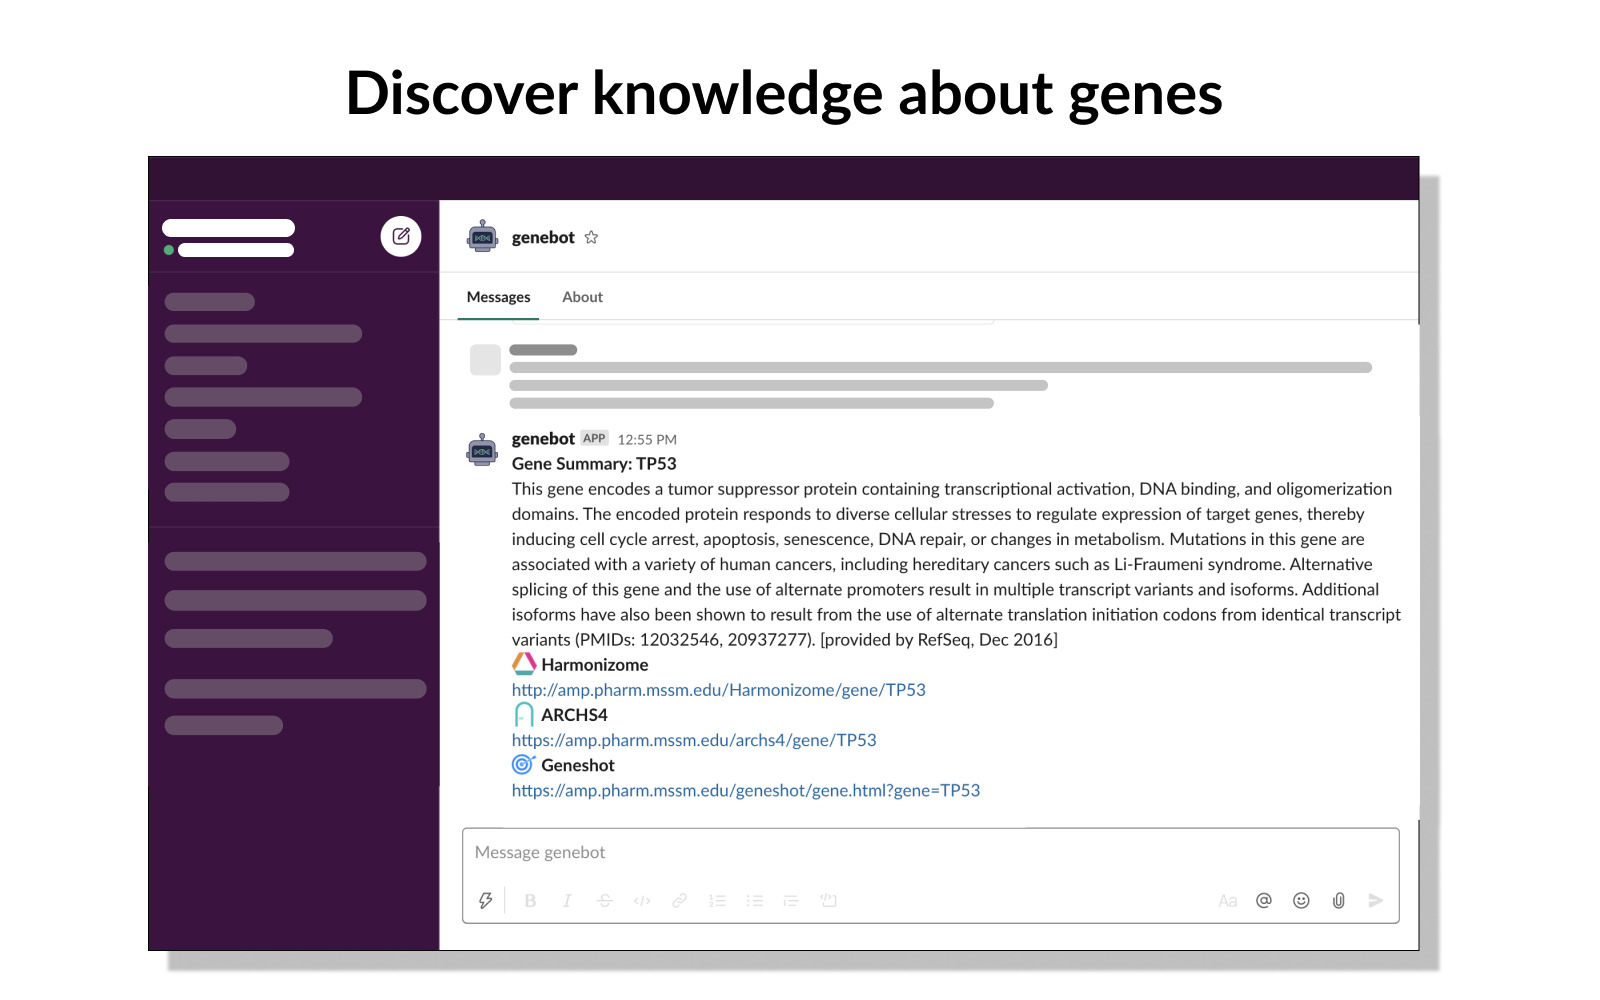 Discover knowledge about genes
genebot
Messages About
genebot APP 12:55 PM
Gene Summary: TP53
This gene encodes a tumor suppressor protein containing transcriptional activation, DNA binding, and oligomerization
domains. The encoded protein responds to diverse cellular stresses to regulate expression of target genes, thereby
inducing cell cycle arrest, apoptosis, senescence, DNA repair, or changes in metabolism. Mutations in this gene are
associated with a variety of human cancers, including hereditary cancers such as Li-Fraumeni syndrome. Alternative
splicing of this gene and the use of alternate promoters result in multiple transcript variants and isoforms. Additional
isoforms have also been shown to result from the use of alternate translation initiation codons from identical transcript
variants (PMIDs: 12032546, 20937277). [provided by RefSeq, Dec 2016]
Harmonizome
http://amp.pharm.mssm.edu/Harmonizome/gene/TP53
ARCHS4
https://amp.pharm.mssm.edu/archs4/gene/TP53
Geneshot
https://amp.pharm.mssm.edu/geneshot/gene.html?gene=TP53
Message genebot
B I S </> Aa @